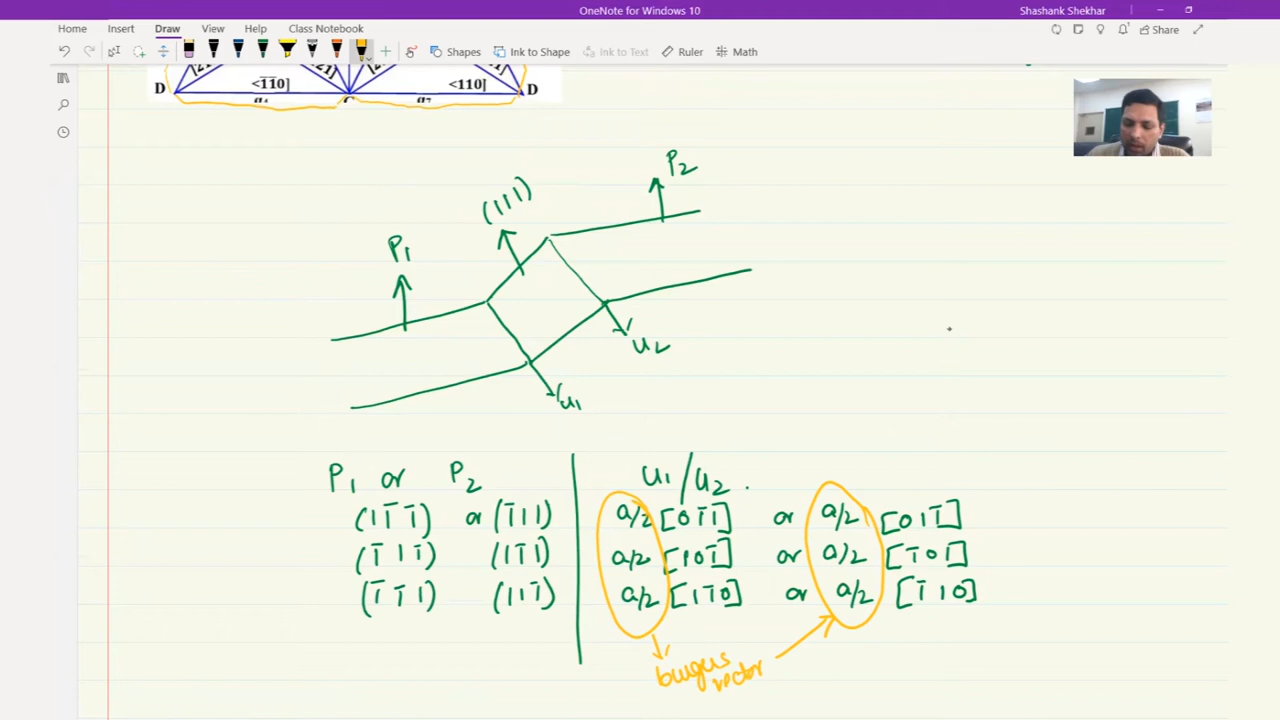 OneNote for Windows 10
Shashank Shekhar
Home Insert Draw View Help Class Notebook
Shapes Ink to Shape Ink to Text Ruler Math Share
D <1̅1̅0] C <110] D
P₂
(111)
P₁
u₂
u₁
P₁ or P₂ u₁/u₂.
(11̅1̅) or (1̅11) a/2 [01̅1] or a/2 [011̅]
(1̅11̅) (11̅1) a/2 [101̅] or a/2 [1̅01]
(1̅1̅1) (111̅) a/2 [11̅0] or a/2 [1̅10]
burgus
vector